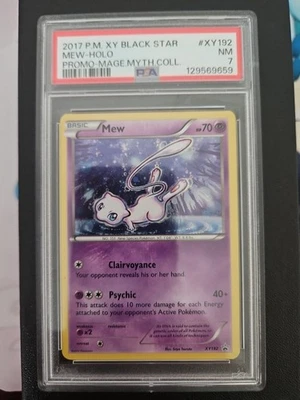 2017 P.M. XY BLACK STAR #XY192
MEW-HOLO NM
PROMO-MAGE.MYTH COLL. 7
PSA 129569659
BASIC
Mew HP70
Clairvoyance
Your opponent reveals his or her hand.
Psychic 40+
This attack does 10 more damage for each Energy
attached to your opponent's Active Pokémon.
×2
XY192